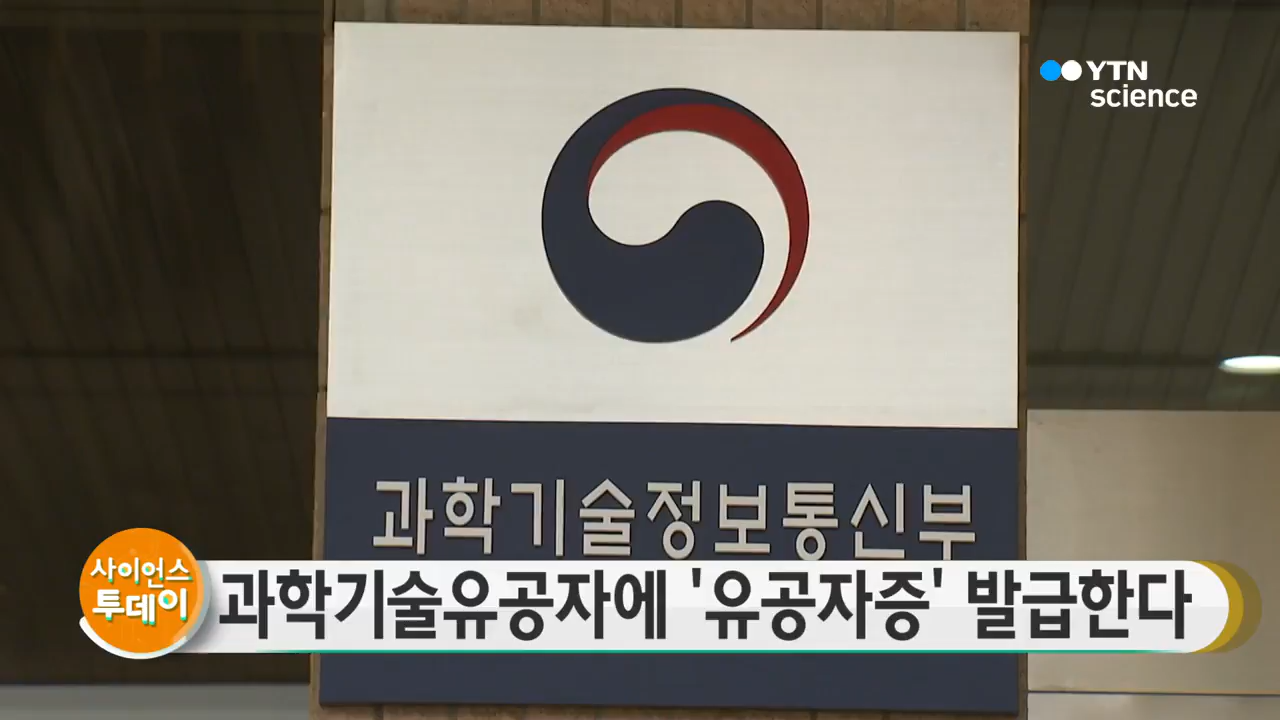 YTN
science
과학기술정보통신부
사이언스
투데이
과학기술유공자에 '유공자증' 발급한다